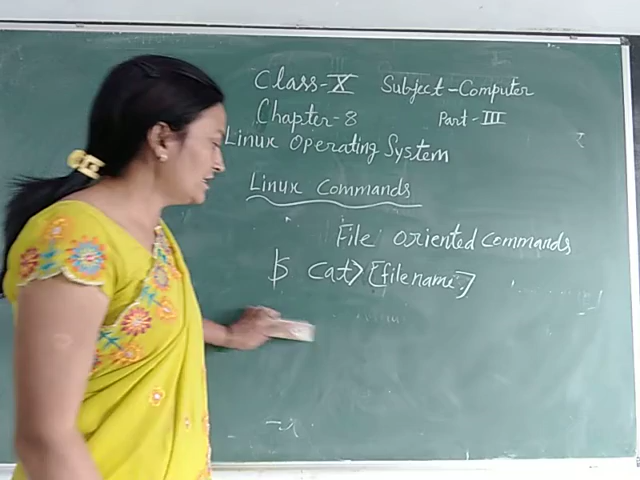 Class-X Subject-Computer
Chapter-8 Part-III
Linux Operating System
Linux Commands
File oriented commands
$ Cat>[filename]